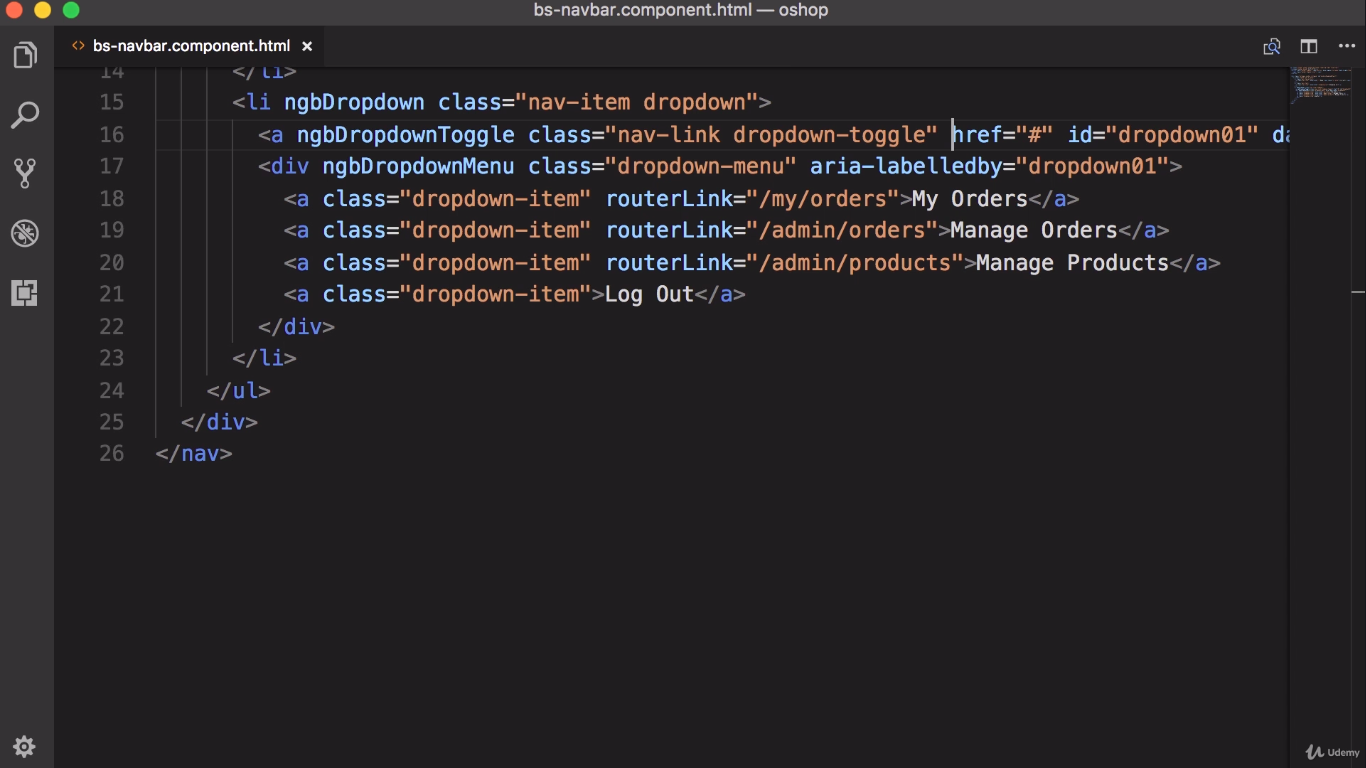 bs-navbar.component.html — oshop
<> bs-navbar.component.html ×
14 </li>
15 <li ngbDropdown class="nav-item dropdown">
16 <a ngbDropdownToggle class="nav-link dropdown-toggle" href="#" id="dropdown01" da
17 <div ngbDropdownMenu class="dropdown-menu" aria-labelledby="dropdown01">
18 <a class="dropdown-item" routerLink="/my/orders">My Orders</a>
19 <a class="dropdown-item" routerLink="/admin/orders">Manage Orders</a>
20 <a class="dropdown-item" routerLink="/admin/products">Manage Products</a>
21 <a class="dropdown-item">Log Out</a>
22 </div>
23 </li>
24 </ul>
25 </div>
26 </nav>
Udemy